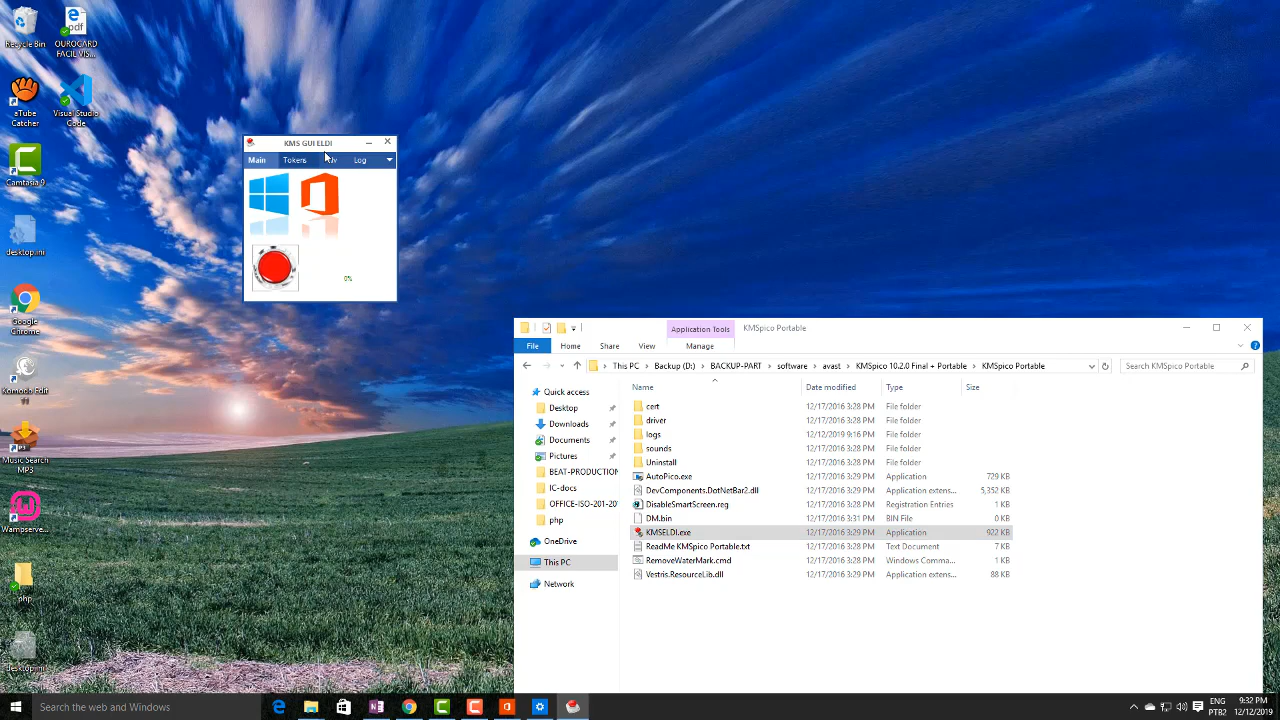 Recycle Bin
pdf
OUROCARD
FACIL VIS...
aTube
Catcher
Visual Studio
Code
Camtasia 9
desktop.ini
Google
Chrome
Komodo Edit
Music Search
MP3
Wampserve...
php
desktop.ini
KMS GUI ELDI
Main Tokens Log
0%
Application Tools KMSpico Portable
File Home Share View Manage
This PC Backup (D:) BACKUP-PART software avast KMSpico 10.2.0 Final + Portable KMSpico Portable Search KMSpico Portable
Name Date modified Type Size
Quick access
Desktop
Downloads
Documents
Pictures
BEAT-PRODUCTION
IC-docs
OFFICE-ISO-201-20
php
OneDrive
This PC
Network
cert 12/17/2016 3:28 PM File folder
driver 12/17/2016 3:28 PM File folder
logs 12/12/2019 9:16 PM File folder
sounds 12/17/2016 3:28 PM File folder
Uninstall 12/17/2016 3:28 PM File folder
AutoPico.exe 12/17/2016 3:29 PM Application 729 KB
DevComponents.DotNetBar2.dll 12/17/2016 3:29 PM Application extens... 5,352 KB
DisableSmartScreen.reg 12/17/2016 3:28 PM Registration Entries 1 KB
DM.bin 12/17/2016 3:31 PM BIN File 0 KB
KMSELDI.exe 12/17/2016 3:29 PM Application 922 KB
ReadMe KMSpico Portable.txt 12/17/2016 3:28 PM Text Document 7 KB
RemoveWaterMark.cmd 12/17/2016 3:28 PM Windows Comma... 1 KB
Vestris.ResourceLib.dll 12/17/2016 3:29 PM Application extens... 88 KB
Search the web and Windows
ENG 9:32 PM
PTB2 12/12/2019